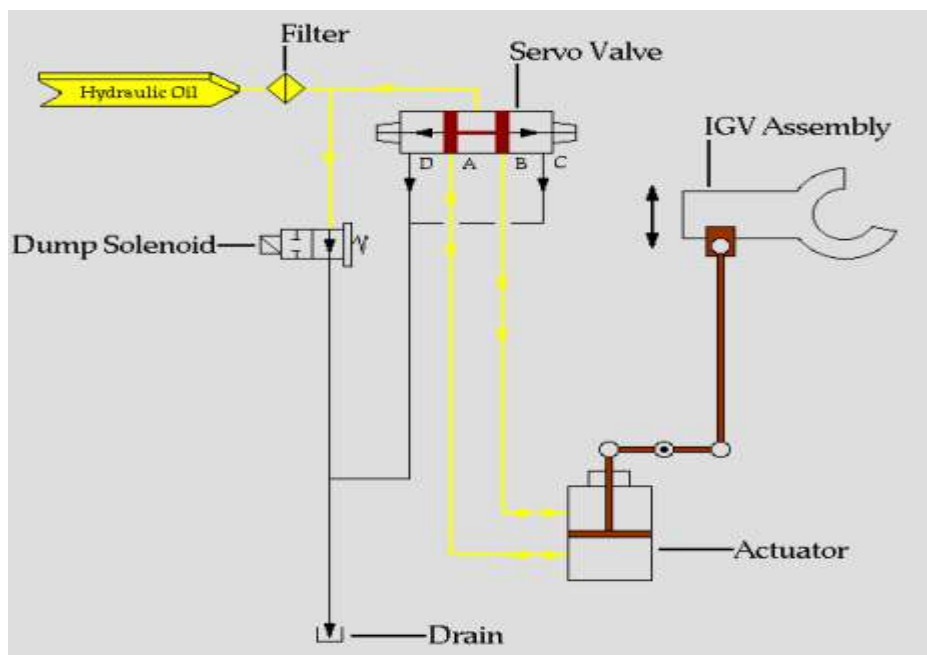 Filter
Servo Valve
Hydraulic Oil
IGV Assembly
D A B C
Dump Solenoid
Actuator
Drain